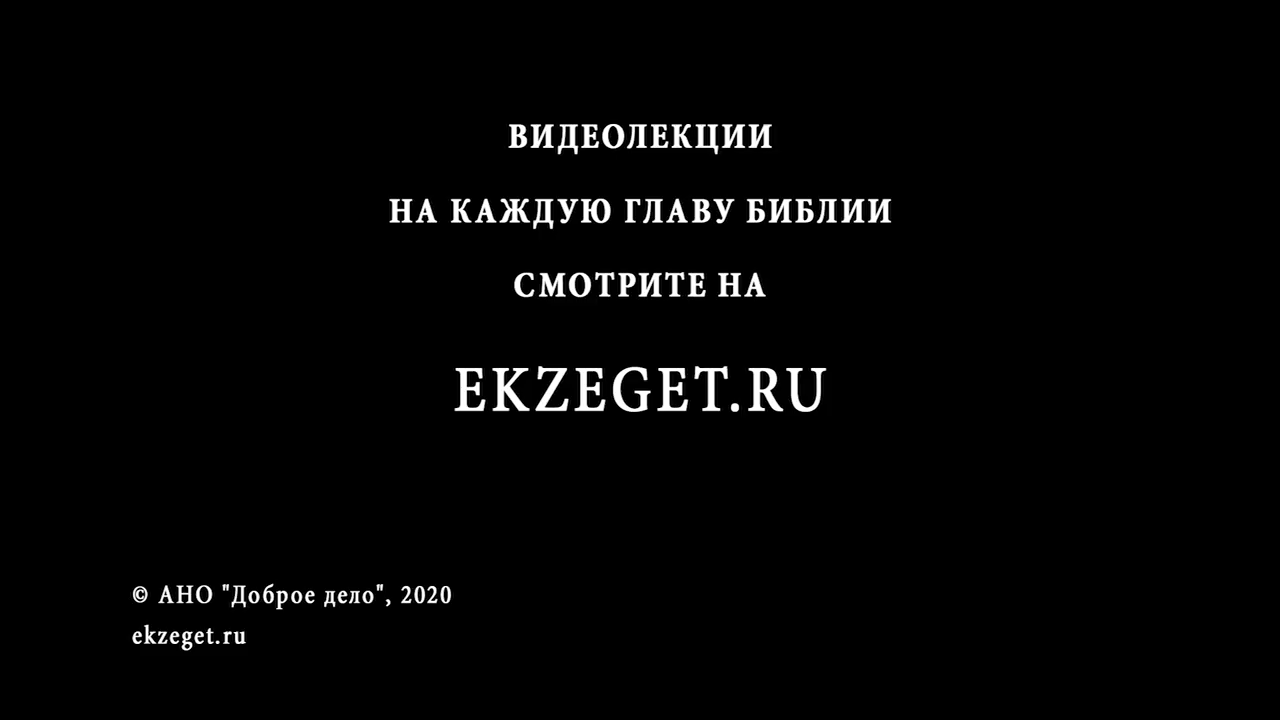 ВИДЕОЛЕКЦИИ
НА КАЖДУЮ ГЛАВУ БИБЛИИ
СМОТРИТЕ НА
EKZEGET.RU
© АНО "Доброе дело", 2020
ekzeget.ru